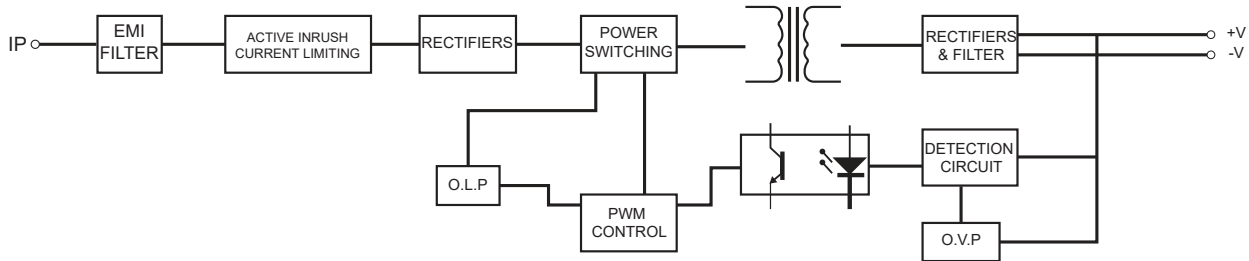 IP
EMI
FILTER
ACTIVE INRUSH
CURRENT LIMITING
RECTIFIERS
POWER
SWITCHING
RECTIFIERS
& FILTER
+V
-V
O.L.P
PWM
CONTROL
DETECTION
CIRCUIT
O.V.P